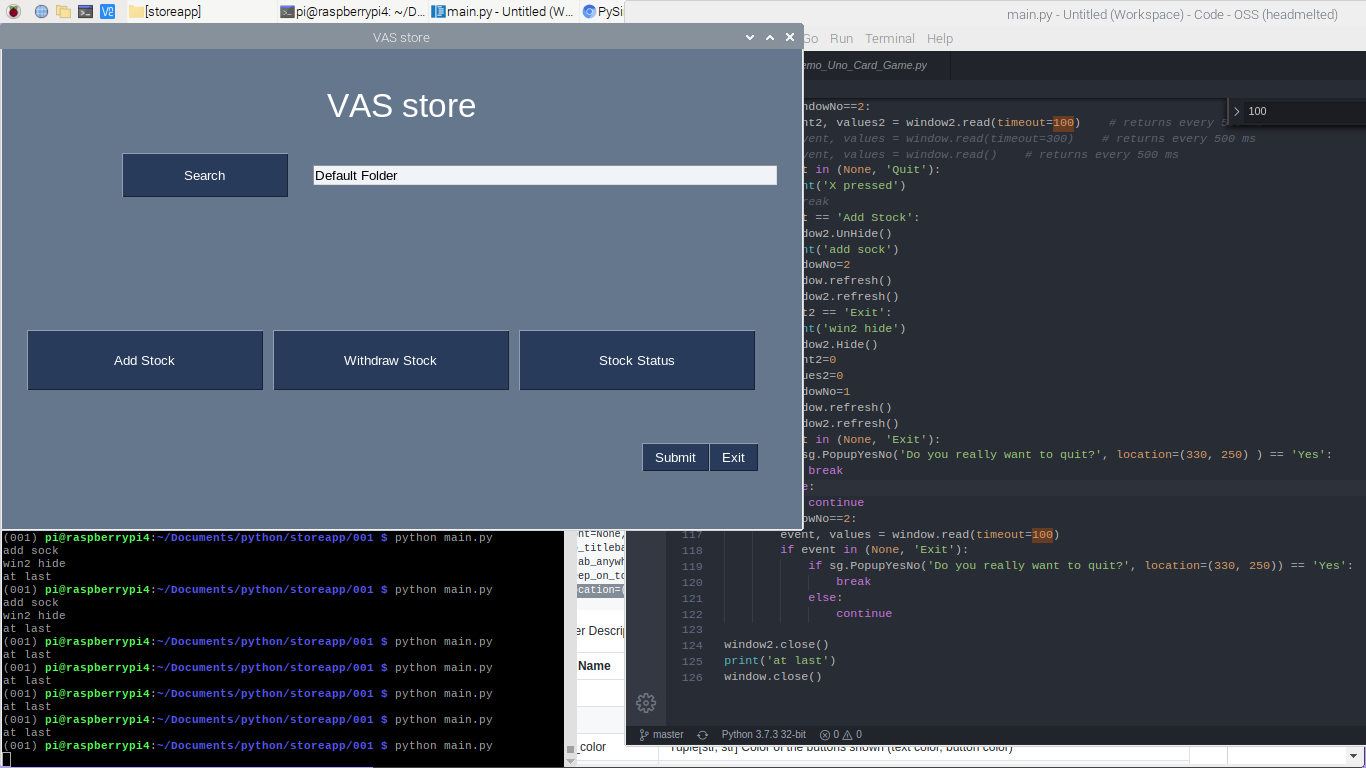 [storeapp]
pi@raspberrypi4: ~/D...
main.py - Untitled (W...
PySi
main.py - Untitled (Workspace) - Code - OSS (headmelted)
VAS store
Go Run Terminal Help
emo_Uno_Card_Game.py
VAS store
Search
Default Folder
Add Stock
Withdraw Stock
Stock Status
Submit
Exit
100
ndowNo==2:
nt2, values2 = window2.read(timeout=100) # returns every 5
vent, values = window.read(timeout=300) # returns every 500 ms
vent, values = window.read() # returns every 500 ms
t in (None, 'Quit'):
nt('X pressed')
reak
t == 'Add Stock':
dow2.UnHide()
nt('add sock')
dowNo=2
dow.refresh()
dow2.refresh()
t2 == 'Exit':
nt('win2 hide')
dow2.Hide()
nt2=0
ues2=0
dowNo=1
dow.refresh()
dow2.refresh()
t in (None, 'Exit'):
sg.PopupYesNo('Do you really want to quit?', location=(330, 250) ) == 'Yes':
break
e:
continue
owNo==2:
117 event, values = window.read(timeout=100)
118 if event in (None, 'Exit'):
119 if sg.PopupYesNo('Do you really want to quit?', location=(330, 250)) == 'Yes':
120 break
121 else:
122 continue
123
124 window2.close()
125 print('at last')
126 window.close()
master
Python 3.7.3 32-bit
0 0
(001) pi@raspberrypi4:~/Documents/python/storeapp/001 $ python main.py
add sock
win2 hide
at last
(001) pi@raspberrypi4:~/Documents/python/storeapp/001 $ python main.py
add sock
win2 hide
at last
(001) pi@raspberrypi4:~/Documents/python/storeapp/001 $ python main.py
at last
(001) pi@raspberrypi4:~/Documents/python/storeapp/001 $ python main.py
at last
(001) pi@raspberrypi4:~/Documents/python/storeapp/001 $ python main.py
at last
(001) pi@raspberrypi4:~/Documents/python/storeapp/001 $ python main.py
at last
(001) pi@raspberrypi4:~/Documents/python/storeapp/001 $ python main.py
nt=None,
_titleba
ab_anywh
eep_on_to
ocation=(
er Descrip
Name
_color
Tuple[str, str] Color of the buttons shown (text color, button color)